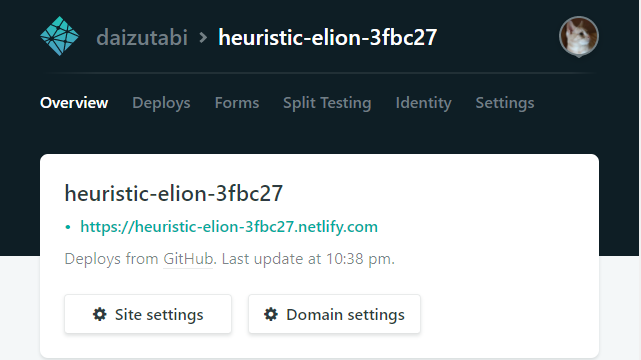 daizutabi > heuristic-elion-3fbc27
Overview Deploys Forms Split Testing Identity Settings
heuristic-elion-3fbc27
• https://heuristic-elion-3fbc27.netlify.com
Deploys from GitHub. Last update at 10:38 pm.
Site settings Domain settings